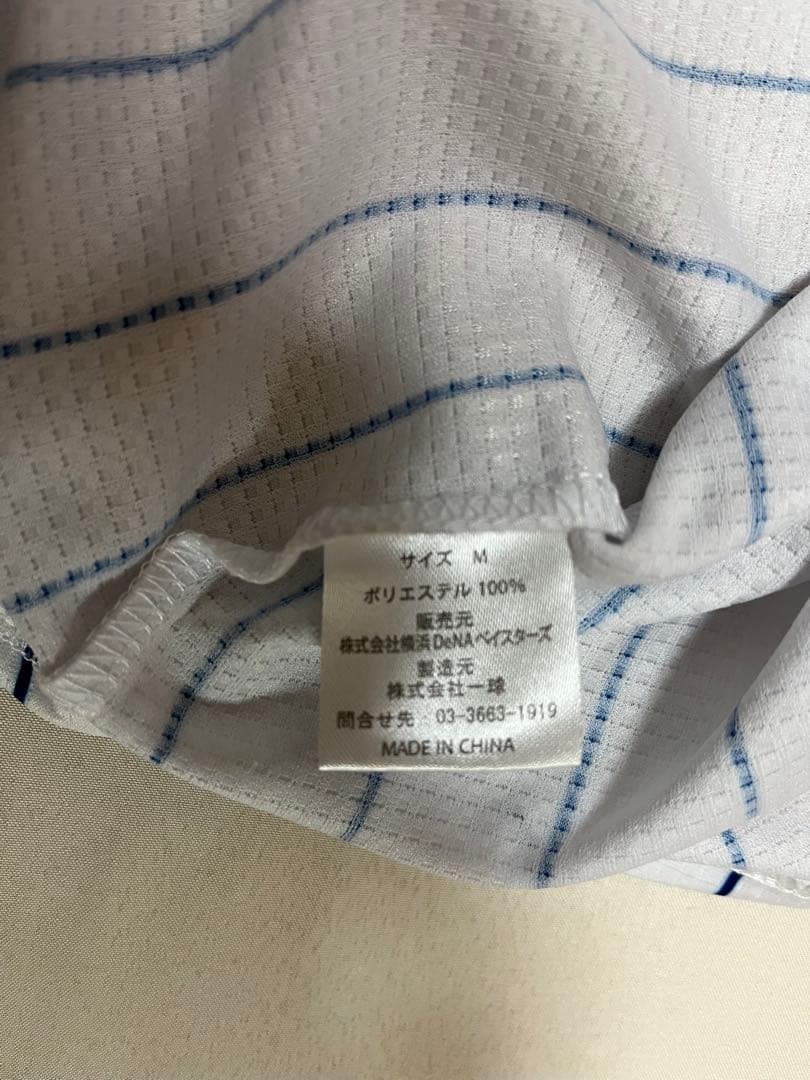 サイズ M
ポリエステル 100%
販売元
株式会社横浜DeNAベイスターズ
製造元
株式会社一球
問合せ先：03-3663-1919
MADE IN CHINA